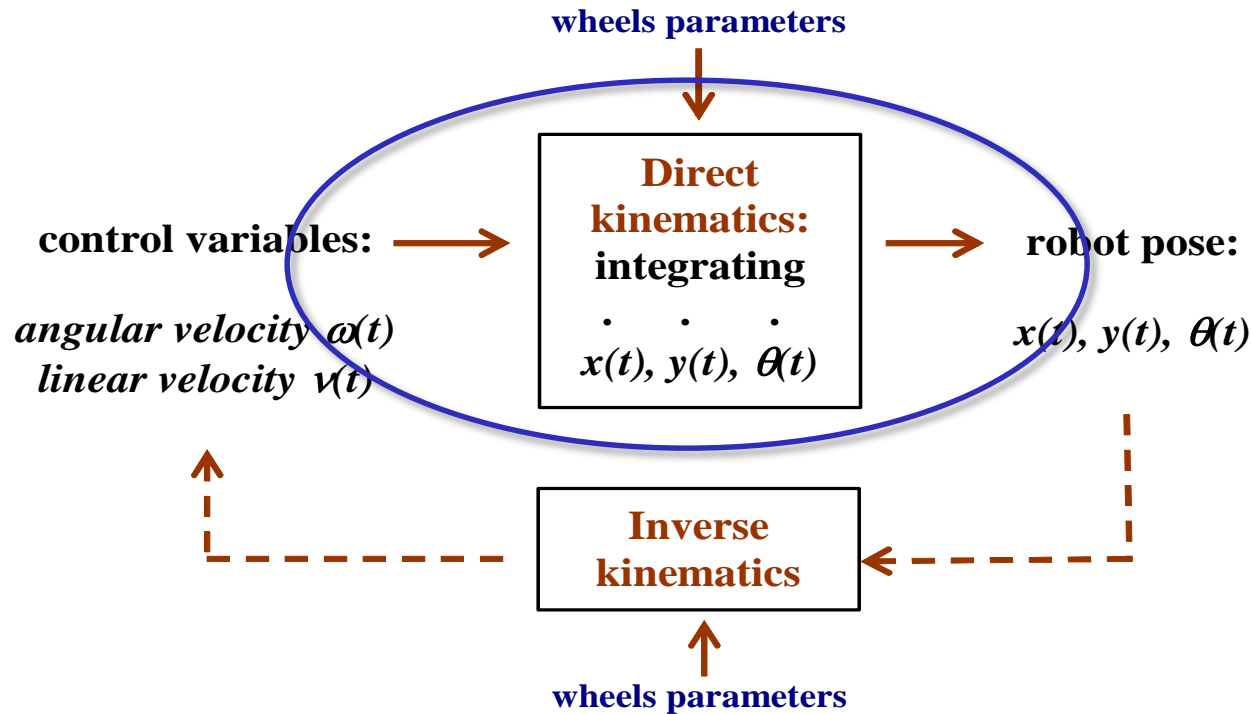 wheels parameters
Direct
kinematics:
integrating
. . .
x(t), y(t), θ(t)
control variables:
angular velocity ω(t)
linear velocity ν(t)
robot pose:
x(t), y(t), θ(t)
Inverse
kinematics
wheels parameters